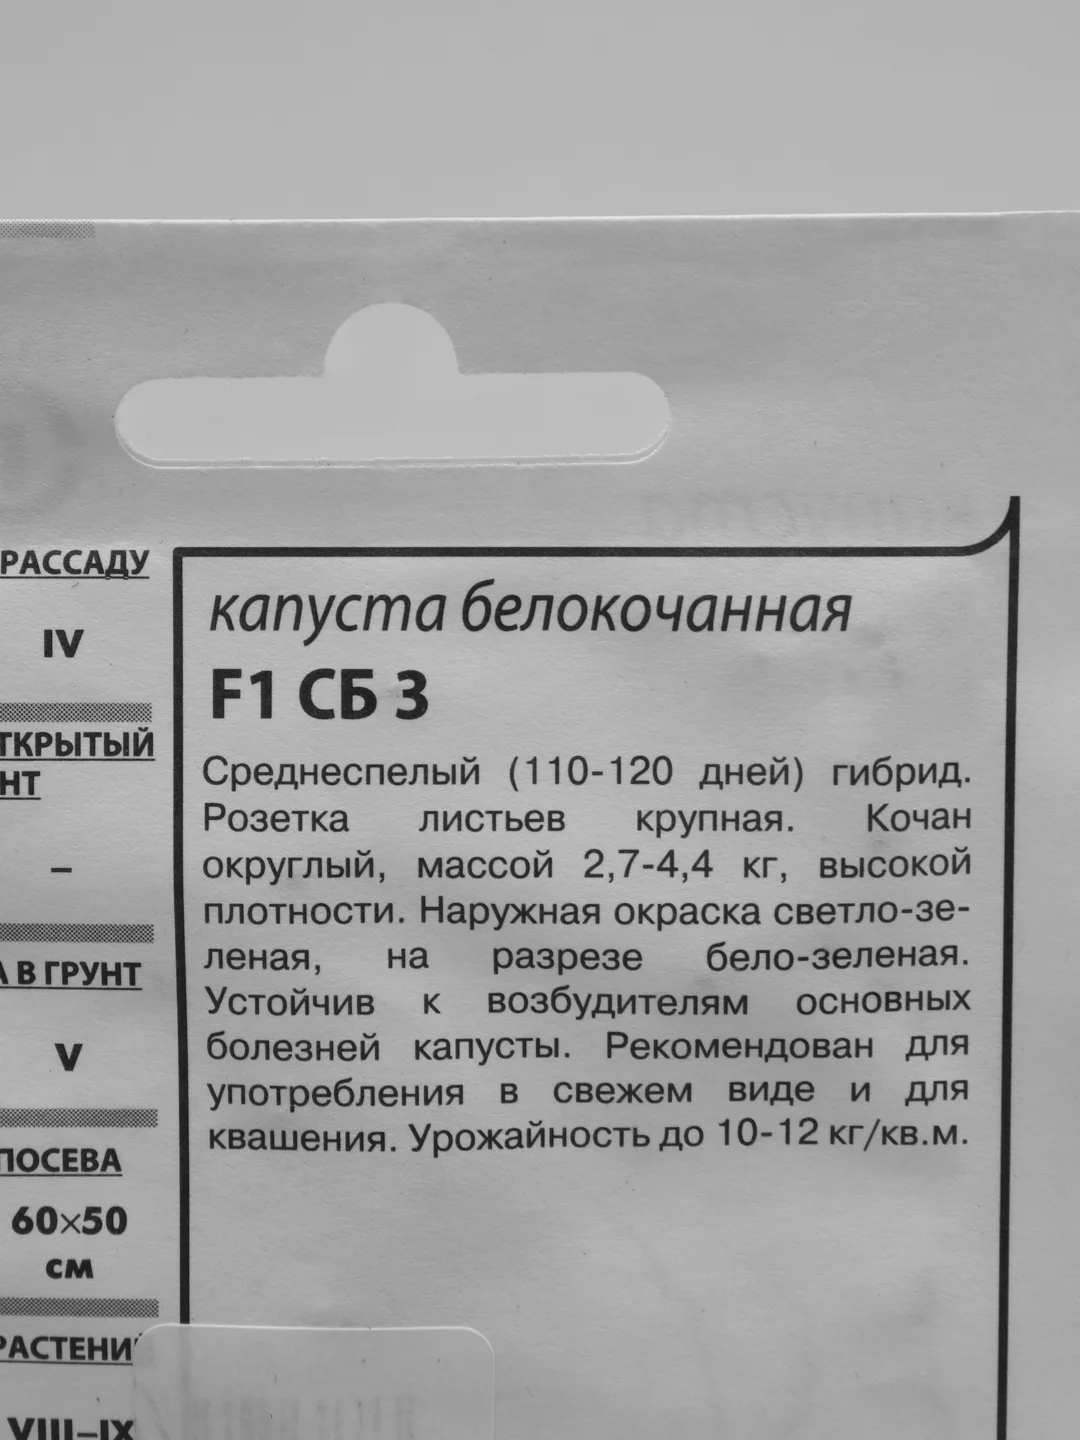 РАССАДУ
IV
ТКРЫТЫЙ
НТ
–
А В ГРУНТ
V
ПОСЕВА
60×50
см
РАСТЕНИ
VIII–IX
капуста белокочанная
F1 СБ 3
Среднеспелый (110-120 дней) гибрид.
Розетка листьев крупная. Кочан
округлый, массой 2,7-4,4 кг, высокой
плотности. Наружная окраска светло-зе-
леная, на разрезе бело-зеленая.
Устойчив к возбудителям основных
болезней капусты. Рекомендован для
употребления в свежем виде и для
квашения. Урожайность до 10-12 кг/кв.м.